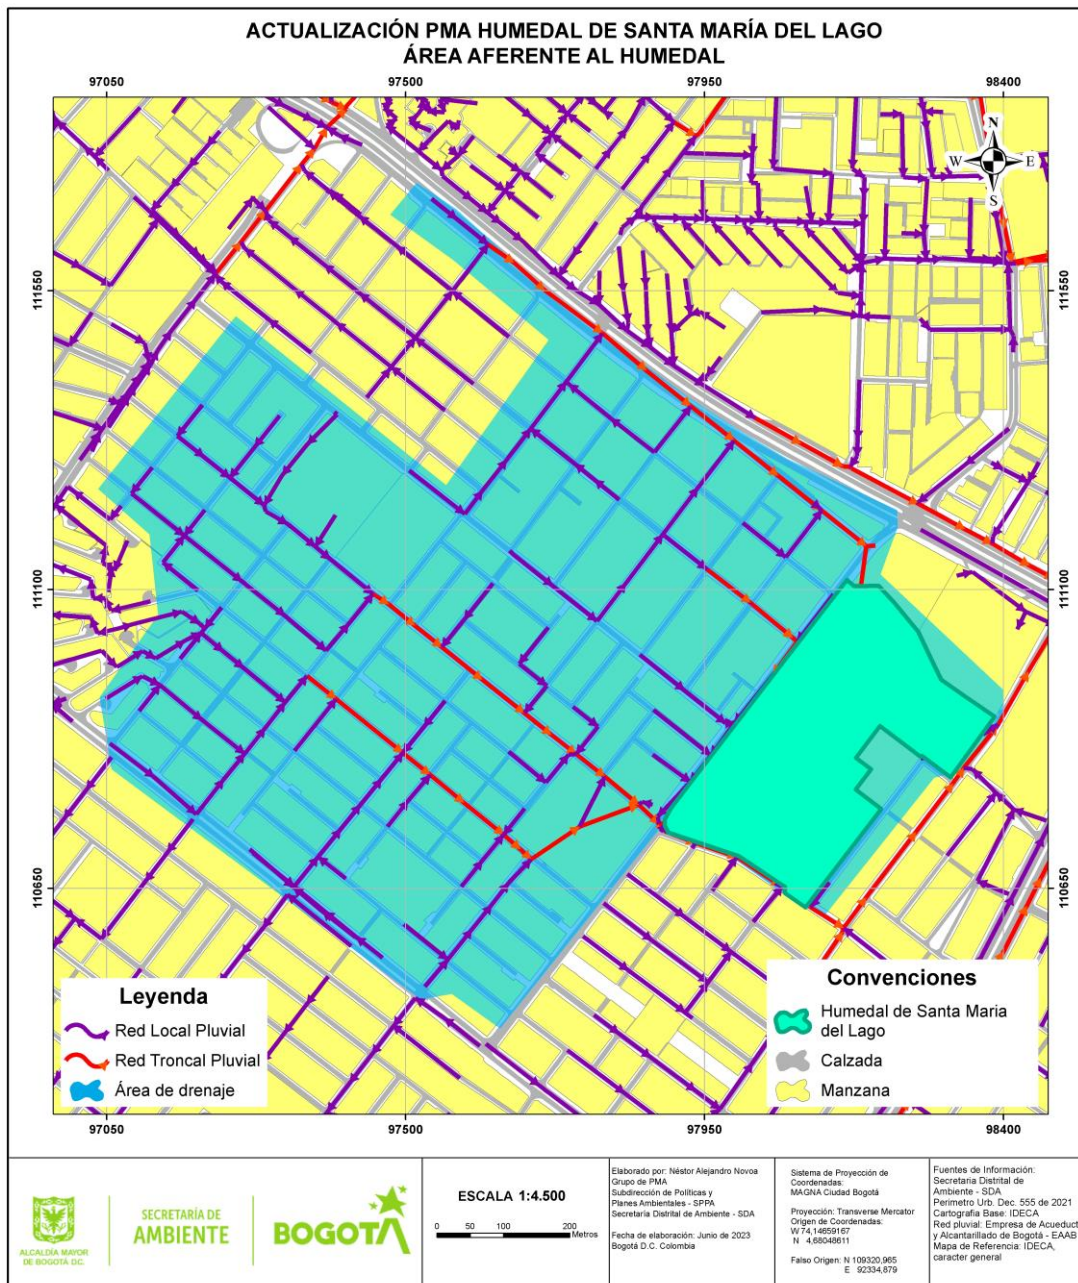 ACTUALIZACIÓN PMA HUMEDAL DE SANTA MARÍA DEL LAGO
ÁREA AFERENTE AL HUMEDAL
97050 97500 97950 98400
N
W E
S
111550 111550
111100 111100
110650 110650
Leyenda
Red Local Pluvial
Red Troncal Pluvial
Área de drenaje
Convenciones
Humedal de Santa Maria
del Lago
Calzada
Manzana
97050 97500 97950 98400
ALCALDÍA MAYOR
DE BOGOTÁ D.C.
SECRETARÍA DE
AMBIENTE
BOGOTÁ
ESCALA 1:4.500
0 50 100 200
Metros
Elaborado por: Néstor Alejandro Novoa
Grupo de PMA
Subdirección de Políticas y
Planes Ambientales - SPPA
Secretaria Distrital de Ambiente - SDA
Fecha de elaboración: Junio de 2023
Bogotá D.C. Colombia
Sistema de Proyección de
Coordenadas:
MAGNA Ciudad Bogotá
Proyección: Transverse Mercator
Origen de Coordenadas:
W 74,14659167
N 4,68048611
Falso Origen: N 109320,965
E 92334,879
Fuentes de Información:
Secretaria Distrital de
Ambiente - SDA
Perimetro Urb. Dec. 555 de 2021
Cartografia Base: IDECA
Red pluvial: Empresa de Acueduct
y Alcantarillado de Bogotá - EAAB
Mapa de Referencia: IDECA,
caracter general